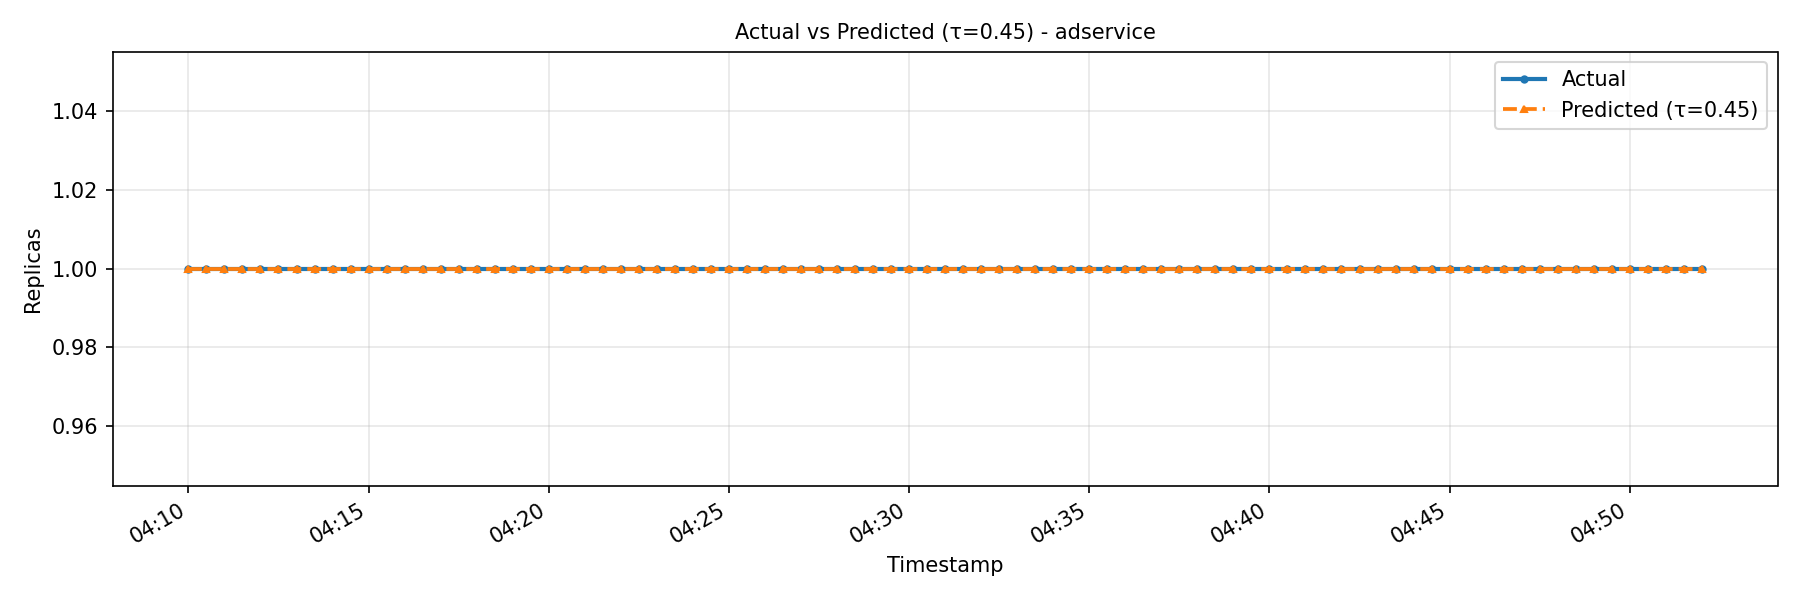 Actual vs Predicted (τ=0.45) - adservice
Actual
Predicted (τ=0.45)
1.04
1.02
1.00
0.98
0.96
Replicas
04:10
04:15
04:20
04:25
04:30
04:35
04:40
04:45
04:50
Timestamp